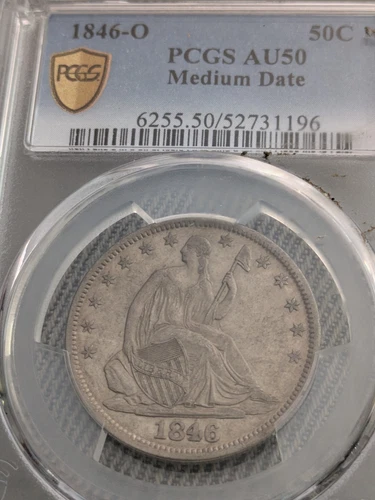 1846-O 50C
PCGS AU50
Medium Date
PCGS
6255.50/52731196
1846